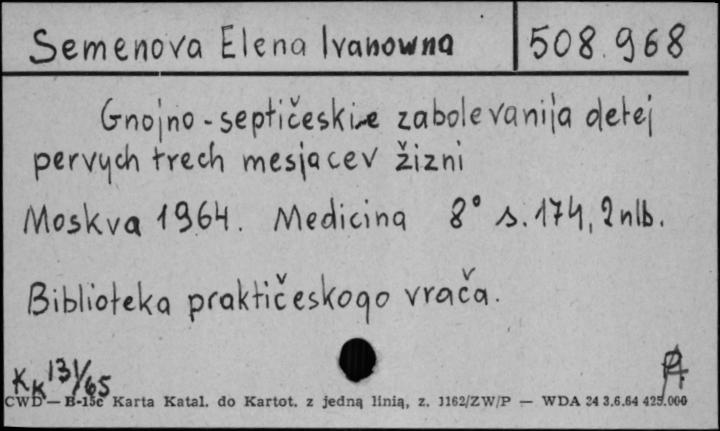 Semenova Elena Ivanowna 508.968
Gnojno-septičeskie zabolevanija detej
pervych trech mesjacev žizni
Moskva 1964. Medicina 8° s. 174, 2 nlb.
Biblioteka praktičeskogo vrača.
KK 131/65
CWD — B-15c Karta Katal. do Kartot. z jedną linią, z. 1162/ZW/P — WDA 24 3.6.64 425.000